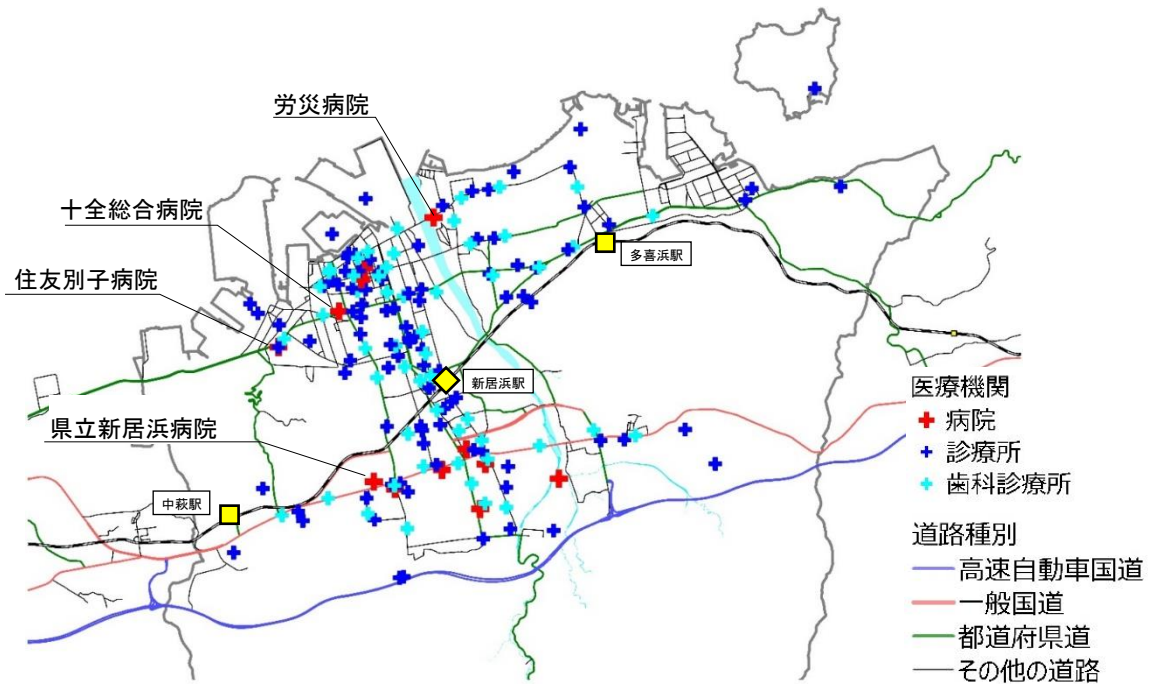 労災病院
十全総合病院
住友別子病院
多喜浜駅
新居浜駅
県立新居浜病院
中萩駅
医療機関
病院
診療所
歯科診療所
道路種別
高速自動車国道
一般国道
都道府県道
その他の道路